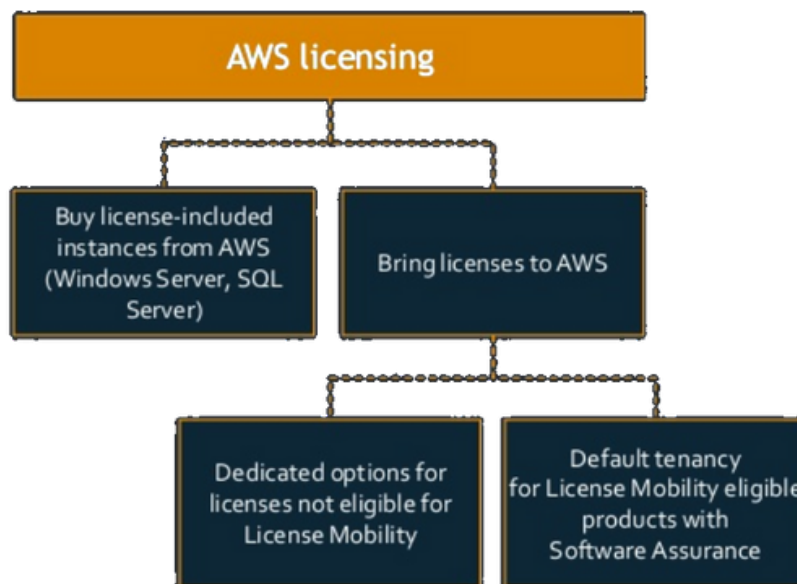 AWS licensing
Buy license-included
instances from AWS
(Windows Server, SQL
Server)
Bring licenses to AWS
Dedicated options for
licenses not eligible for
License Mobility
Default tenancy
for License Mobility eligible
products with
Software Assurance